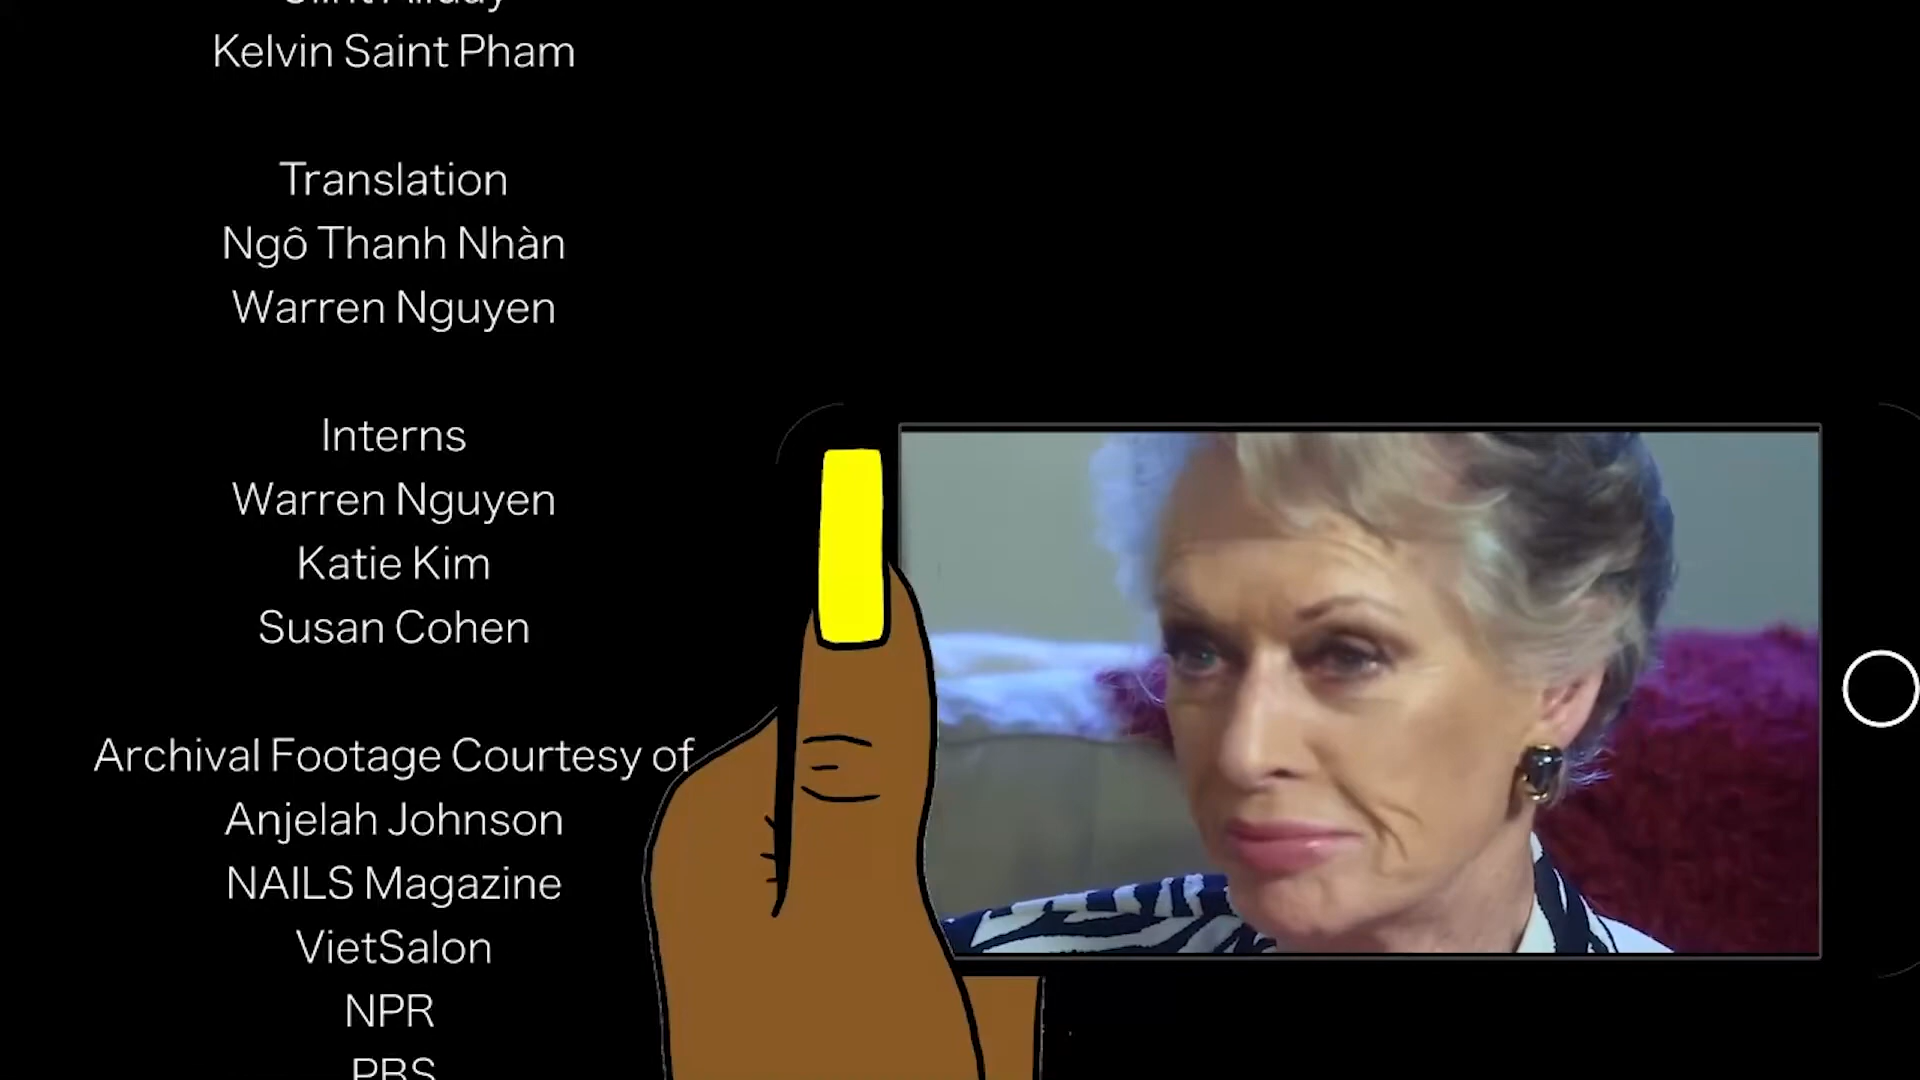 Kelvin Saint Pham
Translation
Ngô Thanh Nhàn
Warren Nguyen
Interns
Warren Nguyen
Katie Kim
Susan Cohen
Archival Footage Courtesy of
Anjelah Johnson
NAILS Magazine
VietSalon
NPR
PBS